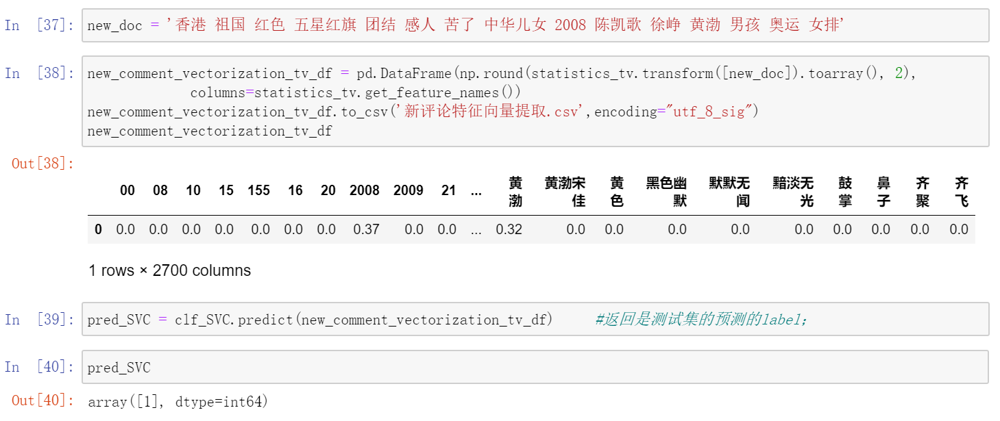 In [37]: new_doc = '香港 祖国 红色 五星红旗 团结 感人 苦了 中华儿女 2008 陈凯歌 徐峥 黄渤 男孩 奥运 女排'
In [38]: new_comment_vectorization_tv_df = pd.DataFrame(np.round(statistics_tv.transform([new_doc]).toarray(), 2),
columns=statistics_tv.get_feature_names())
new_comment_vectorization_tv_df.to_csv('新评论特征向量提取.csv',encoding="utf_8_sig")
new_comment_vectorization_tv_df
Out[38]:
00 08 10 15 155 16 20 2008 2009 21 ... 黄 黄渤宋 黄 黑色幽 默默无 黯淡无 鼓 鼻 齐 齐
渤 佳 色 默 闻 光 掌 子 聚 飞
0 0.0 0.0 0.0 0.0 0.0 0.0 0.0 0.37 0.0 0.0 ... 0.32 0.0 0.0 0.0 0.0 0.0 0.0 0.0 0.0 0.0
1 rows × 2700 columns
In [39]: pred_SVC = clf_SVC.predict(new_comment_vectorization_tv_df) #返回是测试集的预测的label;
In [40]: pred_SVC
Out[40]: array([1], dtype=int64)